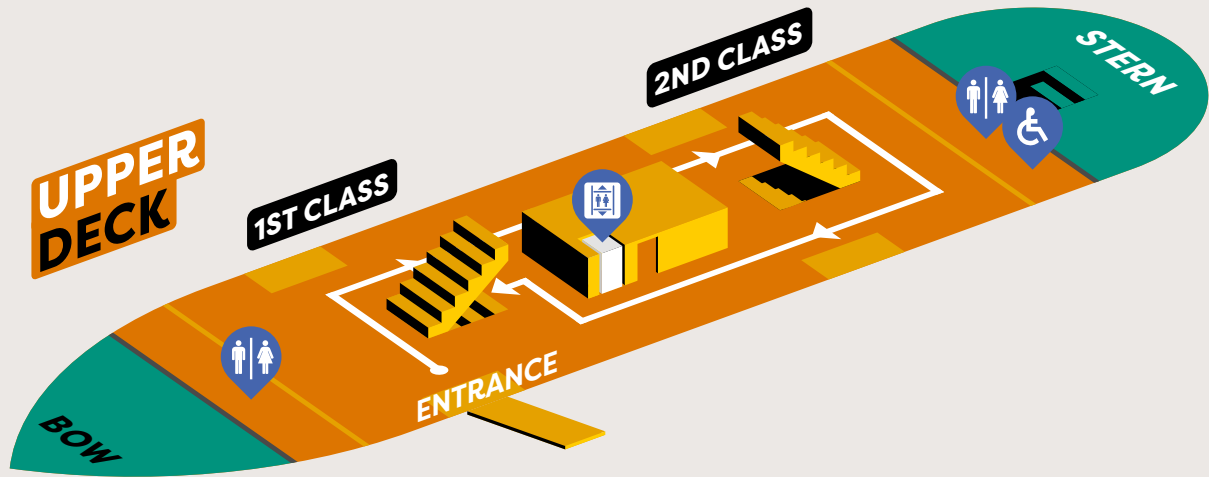 UPPER
DECK
1ST CLASS
2ND CLASS
STERN
ENTRANCE
BOW